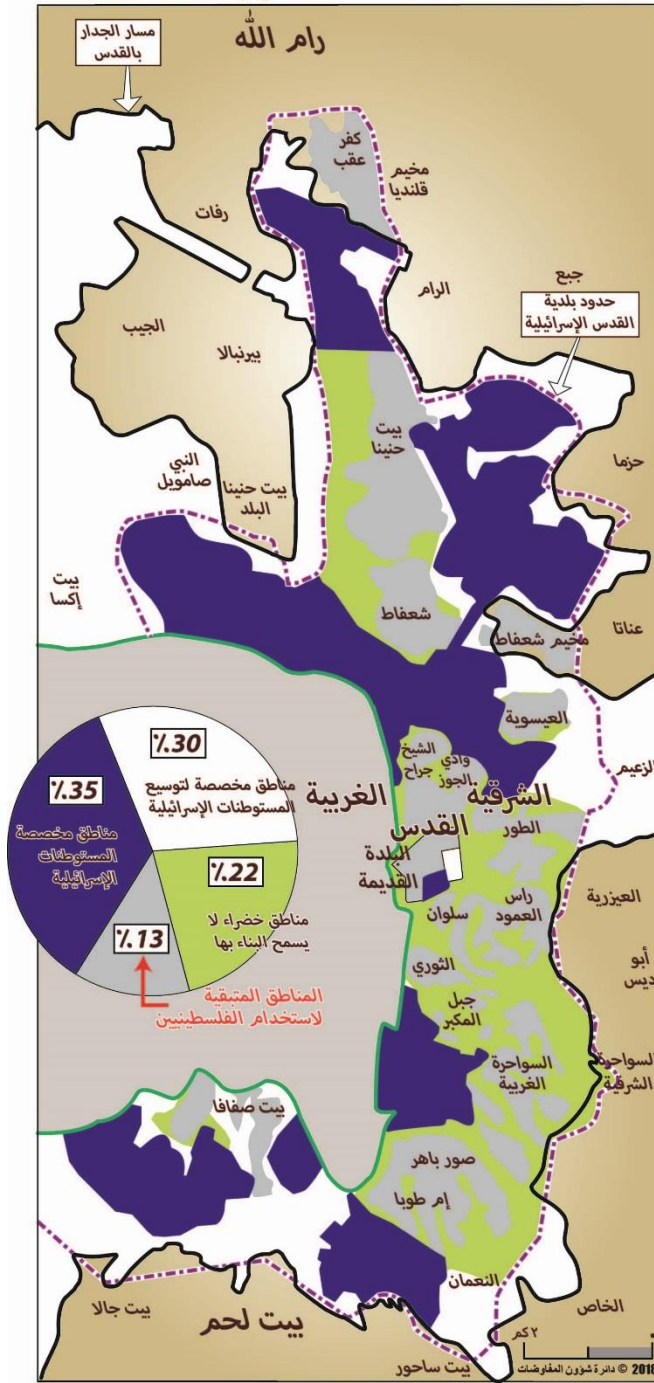 مسار الجدار
بالقدس
رام الله
كفر
عقب
مخيم
قلنديا
رفات
الرام
جبع
حدود بلدية
القدس الإسرائيلية
الجيب
بيرنبالا
بيت
حنينا
حزما
النبي
صامويل
بيت حنينا
البلد
بيت
إكسا
شعفاط
مخيم شعفاط
عناتا
العيسوية
الزعيم
الشيخ
جراح
وادي
الجوز
الغربية
الشرقية
القدس
الطور
البلدة
القديمة
راس
العمود
سلوان
العيزرية
أبو
ديس
الثوري
جبل
المكبر
السواحرة
الغربية
السواحرة
الشرقية
٪.30
مناطق مخصصة لتوسيع
المستوطنات الإسرائيلية
٪.35
مناطق مخصصة
المستوطنات
الإسرائيلية
٪.22
مناطق خضراء لا
يسمح البناء بها
٪.13
المناطق المتبقية
لاستخدام الفلسطينيين
بيت صفافا
صور باهر
إم طوبا
النعمان
الخاص
بيت جالا
بيت لحم
بيت ساحور
٢ كم
2018 © دائرة شؤون المفاوضات